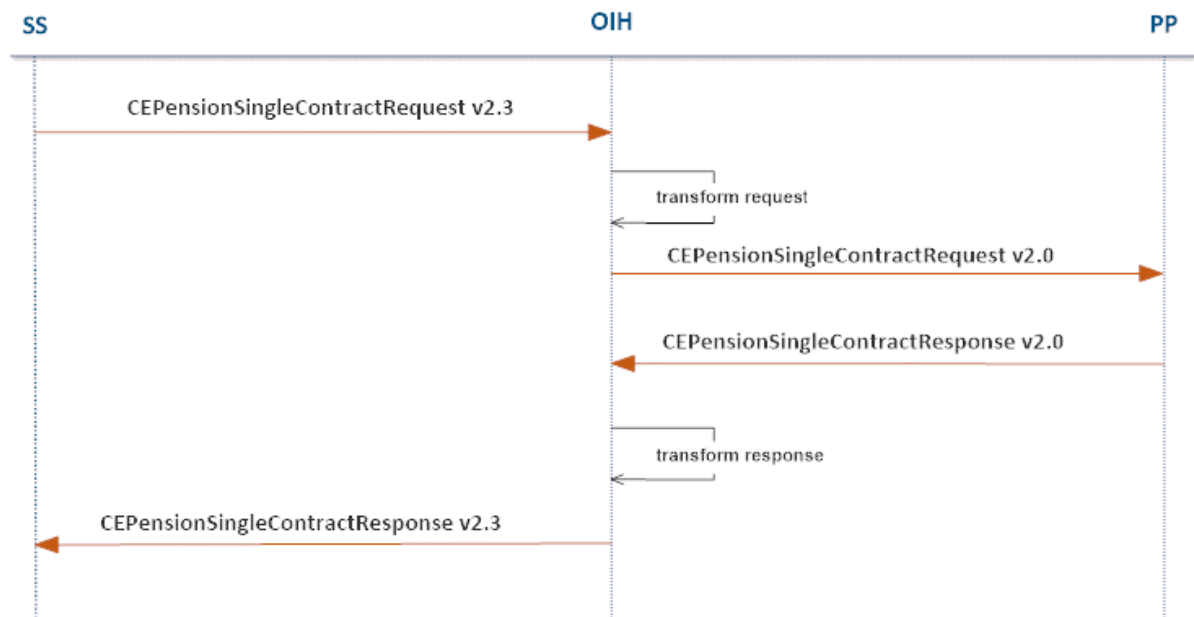 SS OIH PP
CEPensionSingleContractRequest v2.3
transform request
CEPensionSingleContractRequest v2.0
CEPensionSingleContractResponse v2.0
transform response
CEPensionSingleContractResponse v2.3